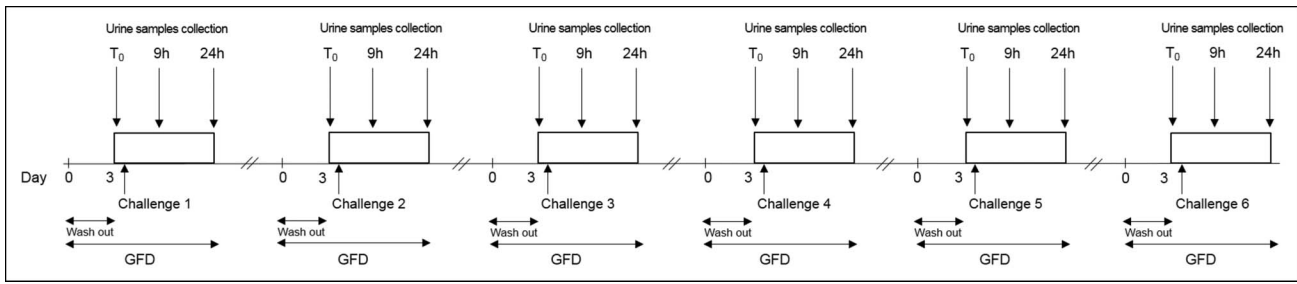 Urine samples collection Urine samples collection Urine samples collection Urine samples collection Urine samples collection Urine samples collection
T0 9h 24h T0 9h 24h T0 9h 24h T0 9h 24h T0 9h 24h T0 9h 24h
Day 0 3 0 3 0 3 0 3 0 3 0 3
Challenge 1 Challenge 2 Challenge 3 Challenge 4 Challenge 5 Challenge 6
Wash out Wash out Wash out Wash out Wash out Wash out
GFD GFD GFD GFD GFD GFD